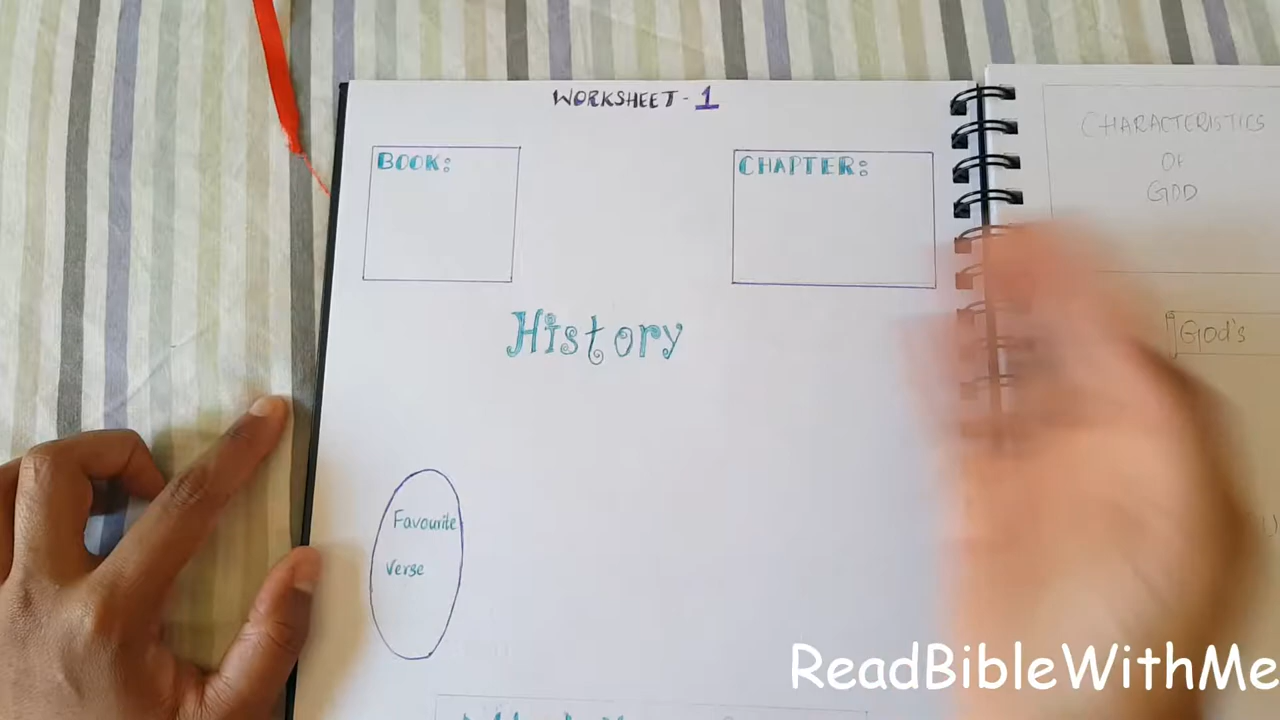 WORKSHEET - 1
BOOK:
CHAPTER:
History
Favourite
Verse
CHARACTERISTICS
OF
GOD
God's
ReadBibleWithMe